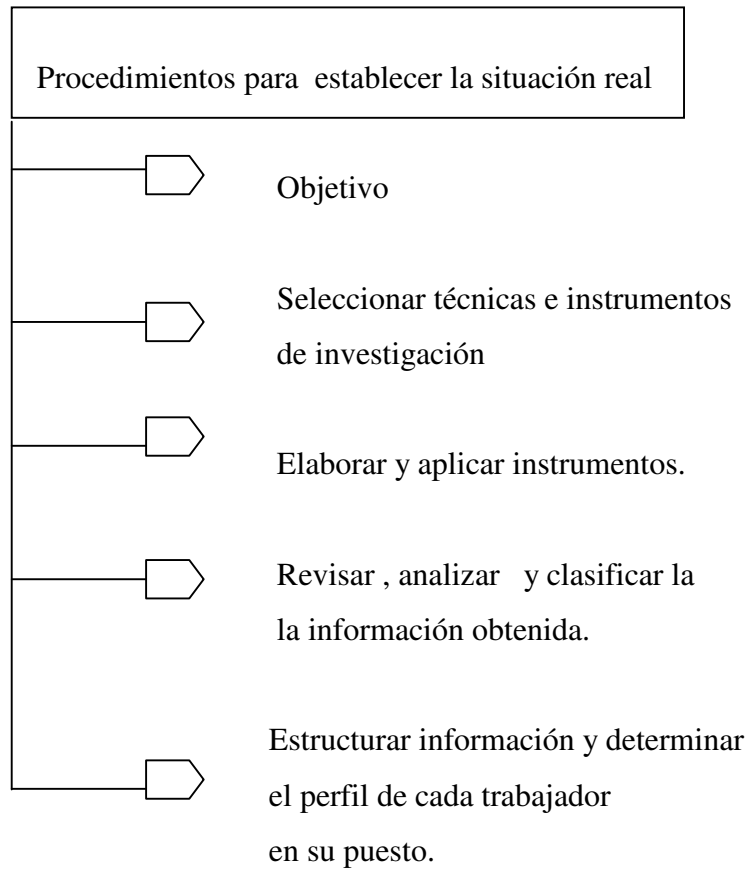 Procedimientos para establecer la situaciòn real
Objetivo
Seleccionar técnicas e instrumentos
de investigación
Elaborar y aplicar instrumentos.
Revisar , analizar y clasificar la
la información obtenida.
Estructurar información y determinar
el perfil de cada trabajador
en su puesto.